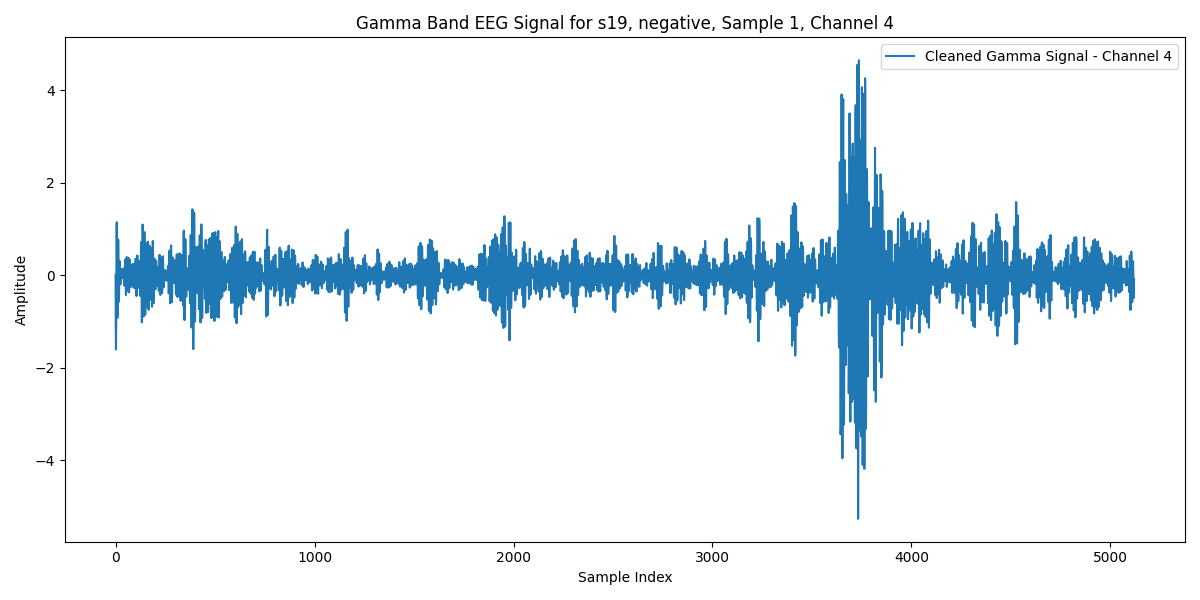 Gamma Band EEG Signal for s19, negative, Sample 1, Channel 4
Cleaned Gamma Signal - Channel 4
Amplitude
4
2
0
−2
−4
0 1000 2000 3000 4000 5000
Sample Index